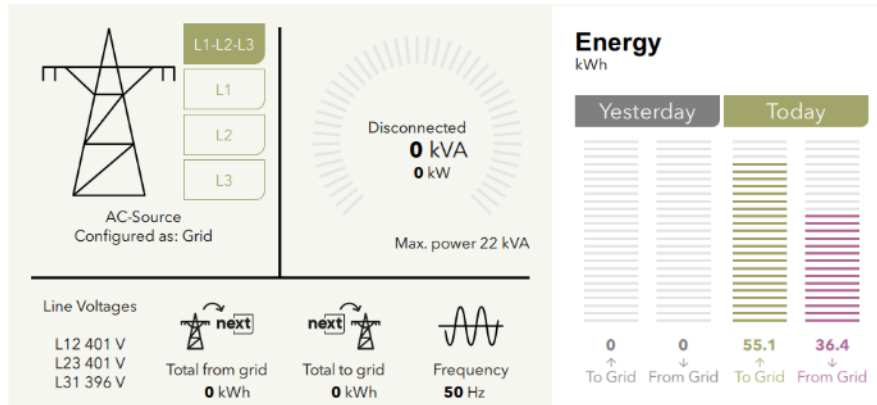 L1-L2-L3
L1
L2
L3
AC-Source
Configured as: Grid
Disconnected
0 kVA
0 kW
Max. power 22 kVA
Line Voltages
L12 401 V
L23 401 V
L31 396 V
next
Total from grid
0 kWh
next
Total to grid
0 kWh
Frequency
50 Hz
Energy
kWh
Yesterday
Today
0
↑
To Grid
0
↓
From Grid
55.1
↑
To Grid
36.4
↓
From Grid